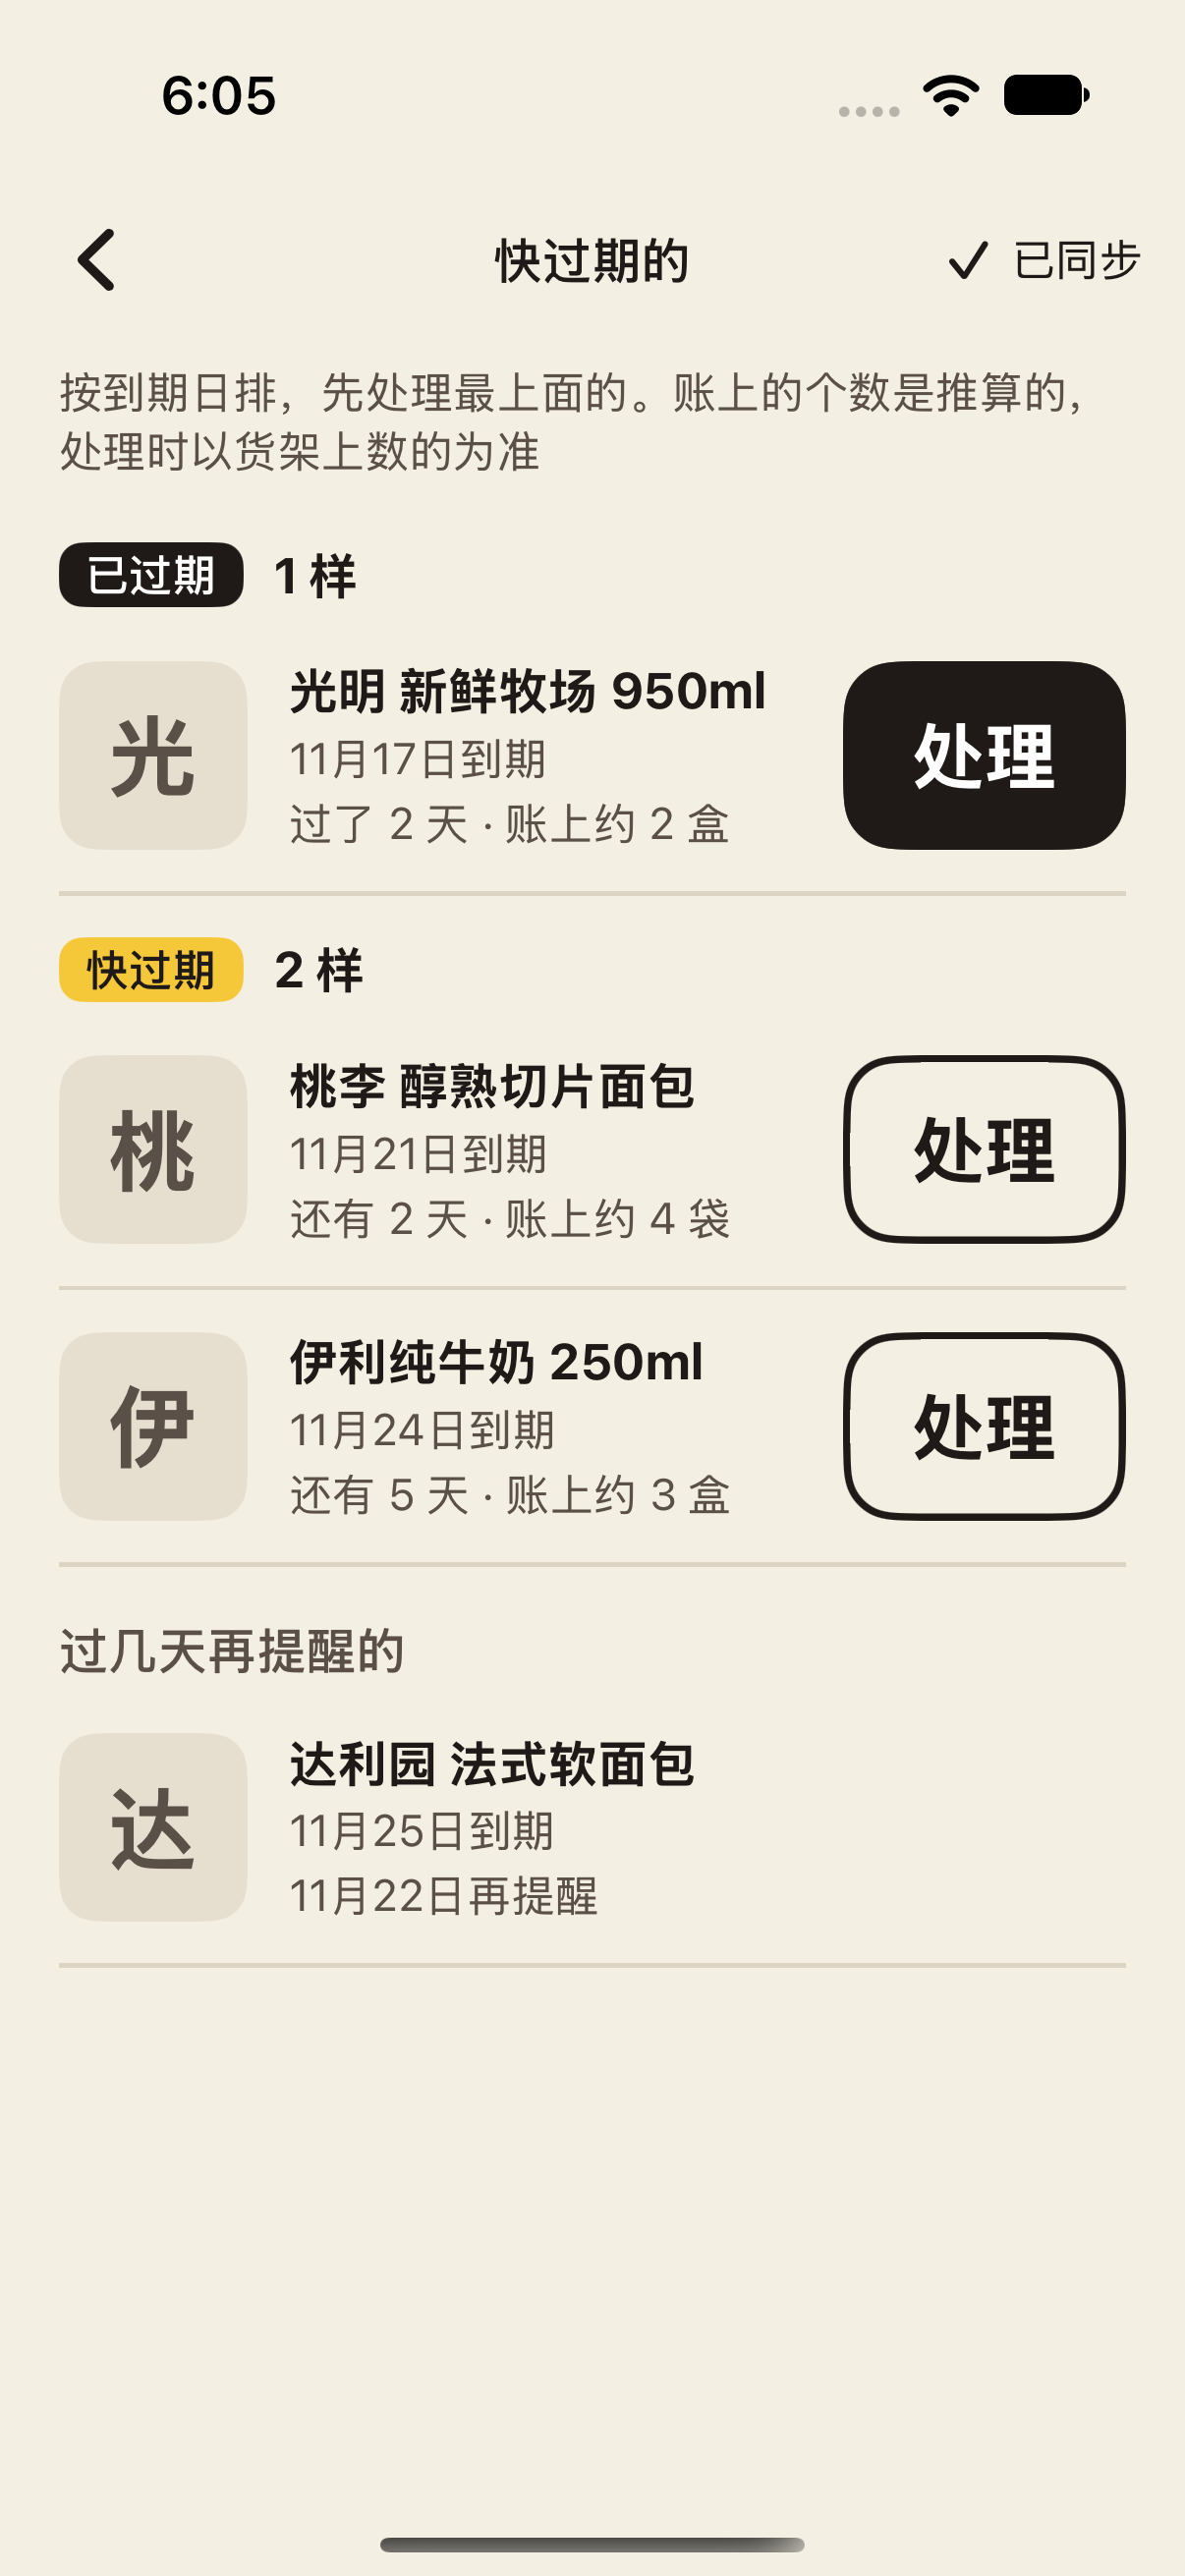 6:05
快过期的
已同步
按到期日排，先处理最上面的。账上的个数是推算的，
处理时以货架上数的为准
已过期 1 样
光
光明 新鲜牧场 950ml
11月17日到期
过了 2 天 · 账上约 2 盒
处理
快过期 2 样
桃
桃李 醇熟切片面包
11月21日到期
还有 2 天 · 账上约 4 袋
处理
伊
伊利纯牛奶 250ml
11月24日到期
还有 5 天 · 账上约 3 盒
处理
过几天再提醒的
达
达利园 法式软面包
11月25日到期
11月22日再提醒